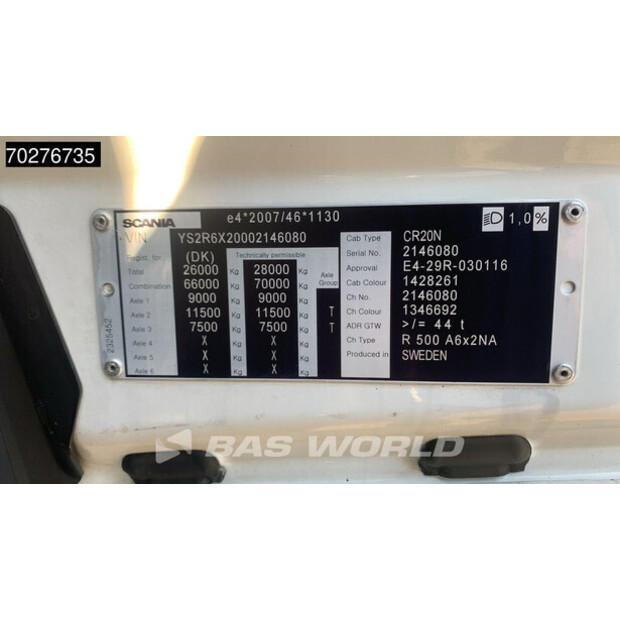 70276735
SCANIA e4*2007/46*1130 1,0%
VIN YS2R6X20002146080
Regist. for (DK) Technically permissible Axle Group
Total 26000 Kg 28000 Kg
Combination 66000 Kg 70000 Kg
Axle 1 9000 Kg 9000 Kg
Axle 2 11500 Kg 11500 Kg T
Axle 3 7500 Kg 7500 Kg T
Axle 4 X Kg X Kg
Axle 5 X Kg X Kg
Axle 6 X Kg X Kg
Cab Type CR20N
Serial No. 2146080
Approval E4-29R-030116
Cab Colour 1428261
Ch No. 2146080
Ch Colour 1346692
ADR GTW >/= 44 t
Ch Type R 500 A6x2NA
Produced in SWEDEN
2325452
BAS WORLD